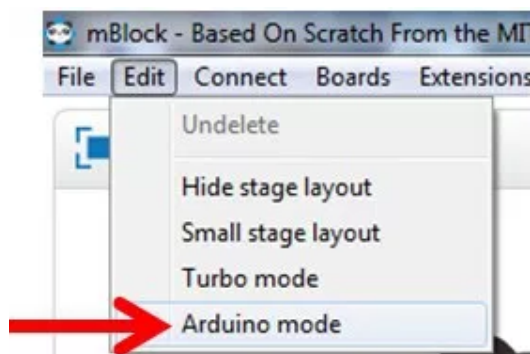 mBlock - Based On Scratch From the MIT
File Edit Connect Boards Extensions
Undelete
Hide stage layout
Small stage layout
Turbo mode
Arduino mode